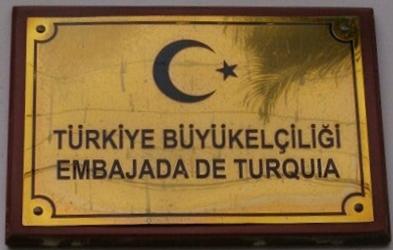 TÜRKİYE BÜYÜKELÇİLİĞİ
EMBAJADA DE TURQUIA